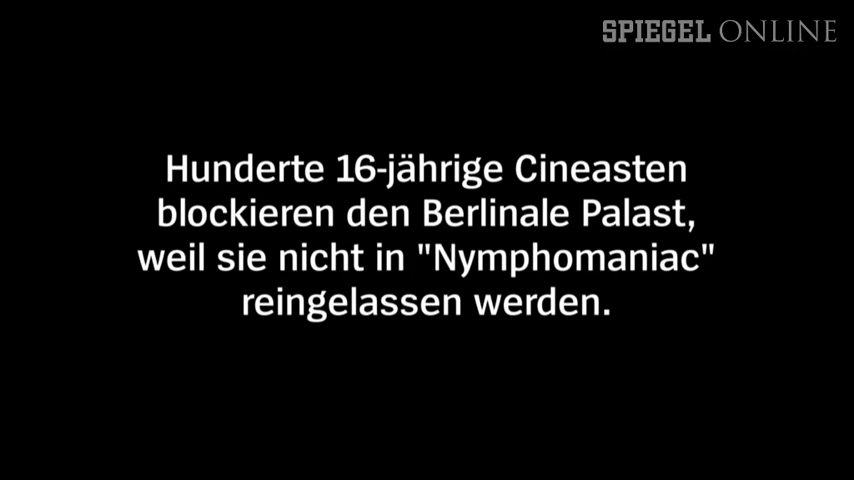 SPIEGEL ONLINE
Hunderte 16-jährige Cineasten
blockieren den Berlinale Palast,
weil sie nicht in "Nymphomaniac"
reingelassen werden.